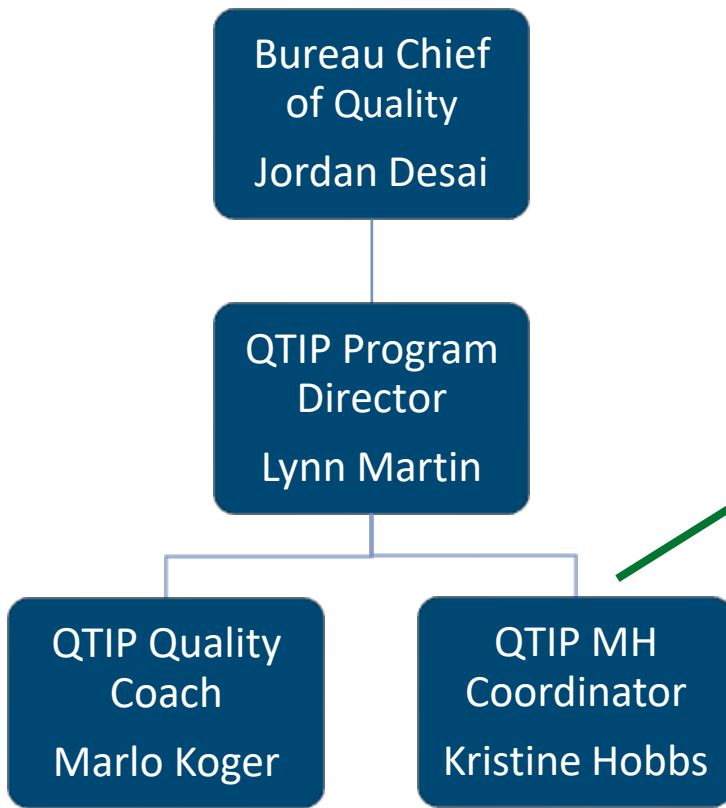 Bureau Chief
of Quality
Jordan Desai
QTIP Program
Director
Lynn Martin
QTIP Quality
Coach
Marlo Koger
QTIP MH
Coordinator
Kristine Hobbs